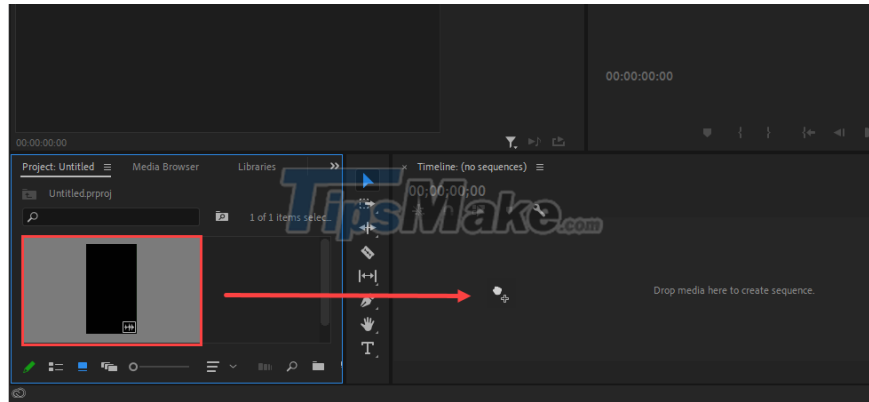 00:00:00:00
00:00:00:00
Project: Untitled
Media Browser
Libraries
Timeline: (no sequences)
Untitled.prproj
00;00;00;00
1 of 1 items selec...
TipsMake.com
Drop media here to create sequence.
T